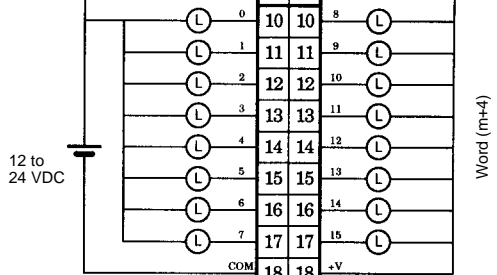 L 0 10 10 8 L
L 1 11 11 9 L
L 2 12 12 10 L
L 3 13 13 11 L
L 4 14 14 12 L
L 5 15 15 13 L
L 6 16 16 14 L
L 7 17 17 15 L
COM 18 18 +V
12 to
24 VDC
Word (m+4)